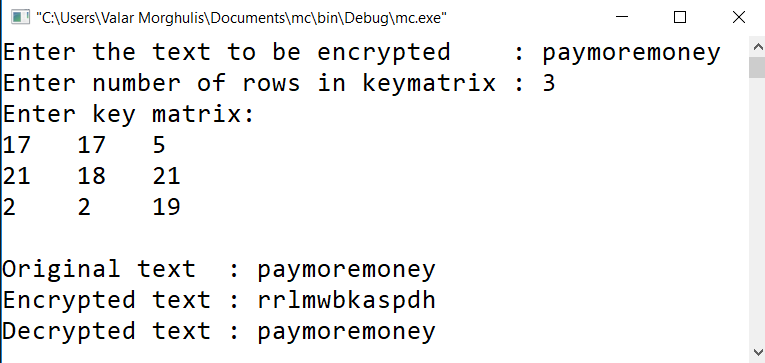 "C:\Users\Valar Morghulis\Documents\mc\bin\Debug\mc.exe"
Enter the text to be encrypted    : paymoremoney
Enter number of rows in keymatrix : 3
Enter key matrix:
17   17   5
21   18   21
2    2    19
Original text  : paymoremoney
Encrypted text : rrlmwbkaspdh
Decrypted text : paymoremoney